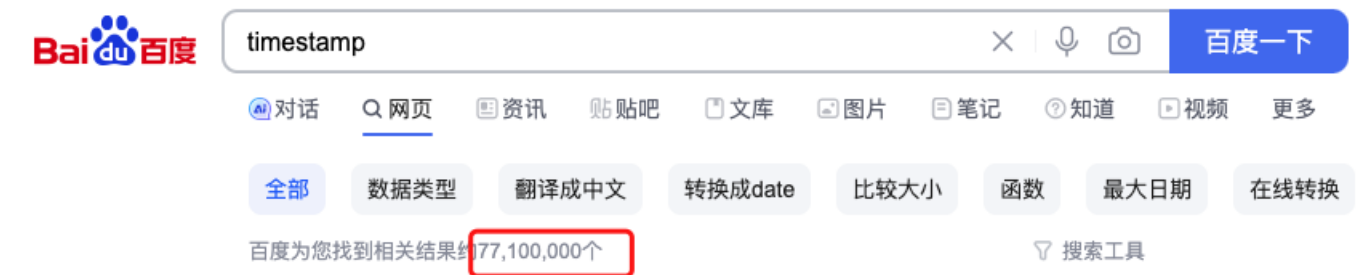 Bai du 百度 timestamp 百度一下
Ai 对话 网页 资讯 贴 贴吧 文库 图片 笔记 知道 视频 更多
全部 数据类型 翻译成中文 转换成date 比较大小 函数 最大日期 在线转换
百度为您找到相关结果约77,100,000个 搜索工具